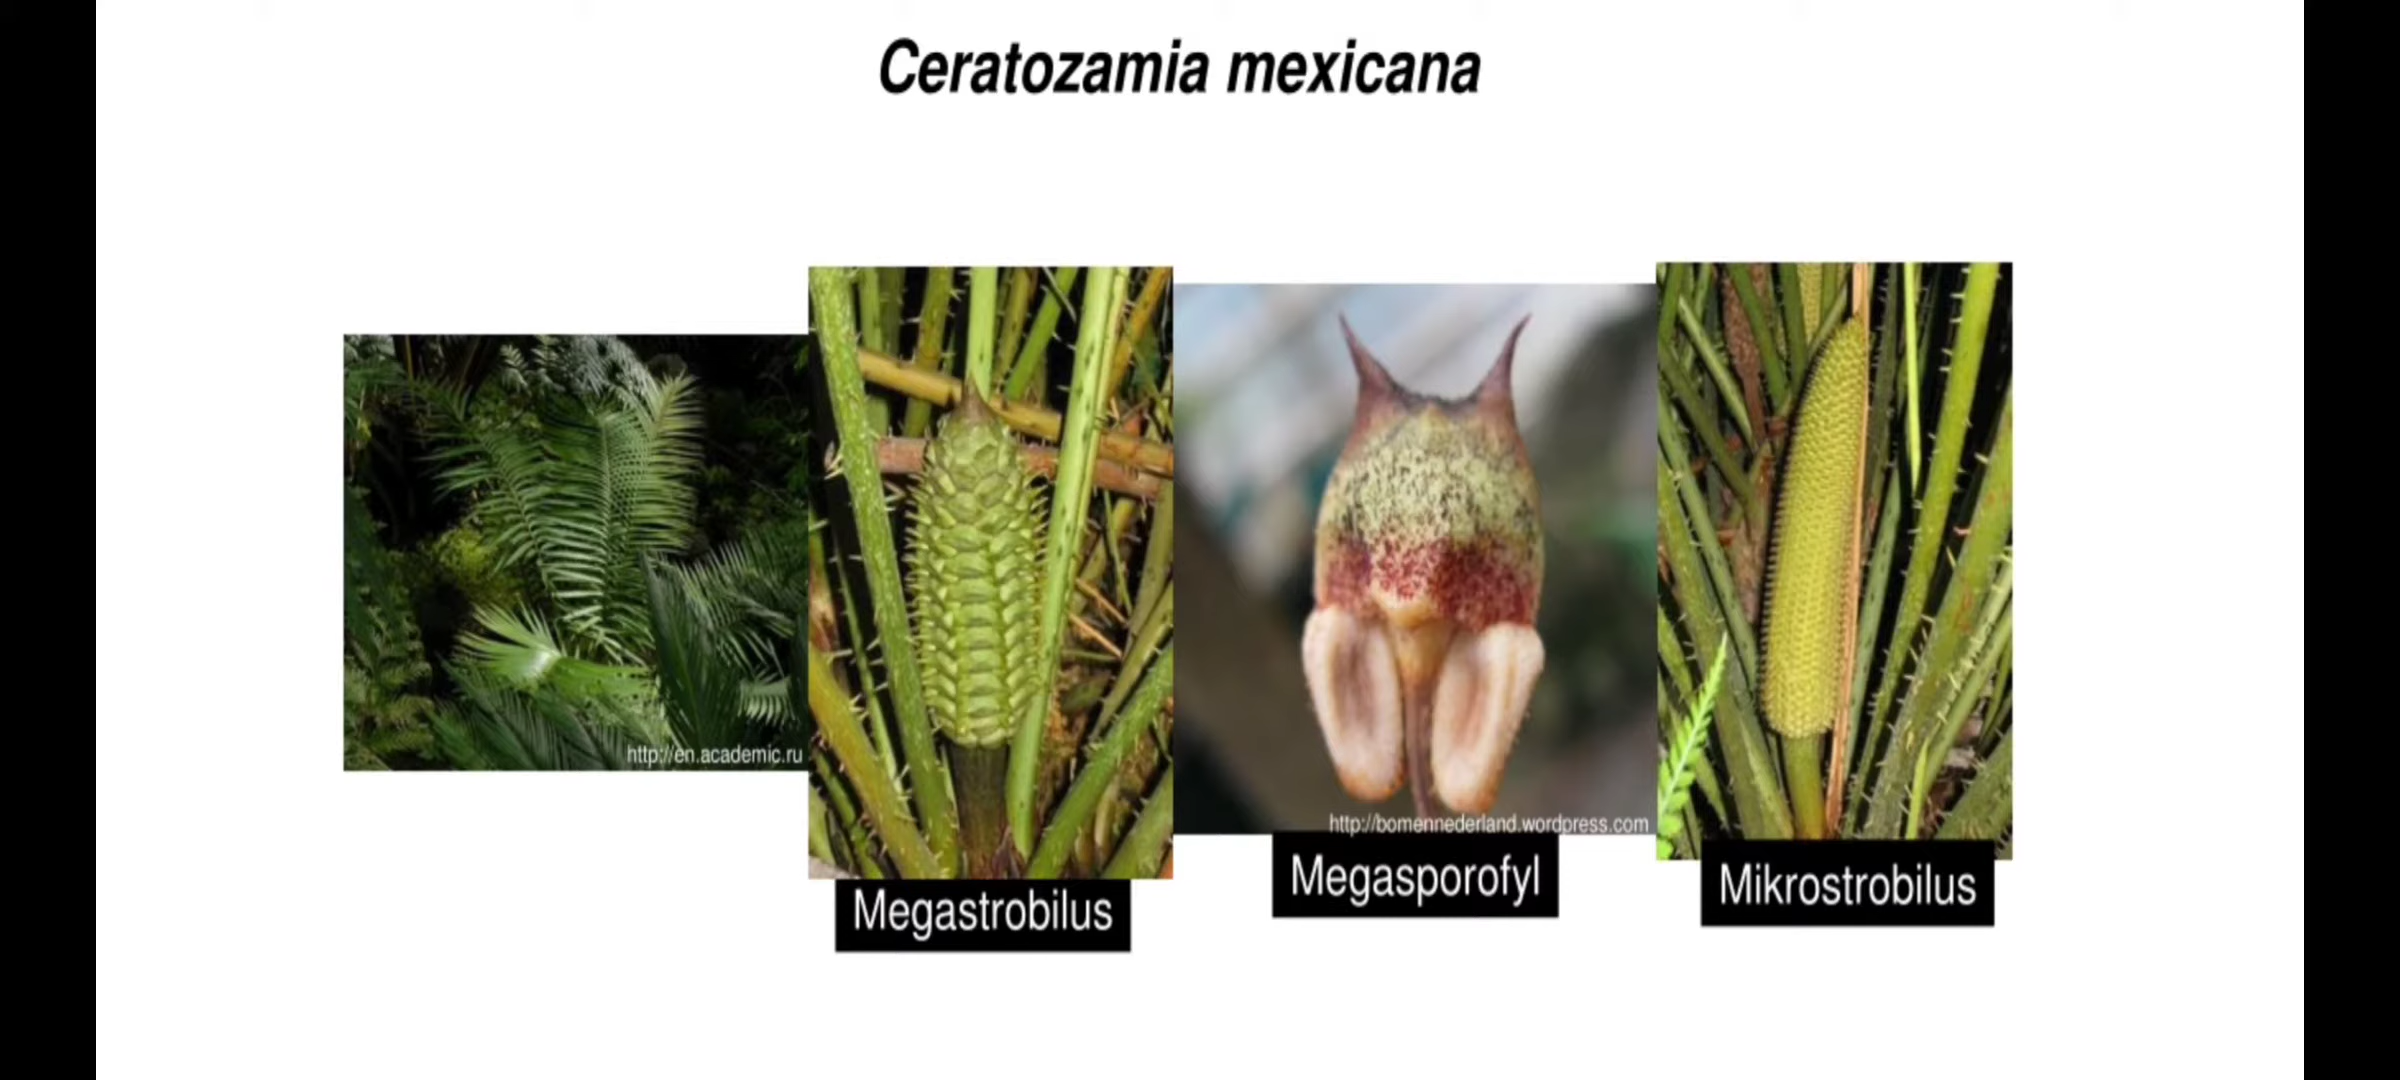 Ceratozamia mexicana
http://en.academic.ru
http://bomennederland.wordpress.com
Megastrobilus
Megasporofyl
Mikrostrobilus